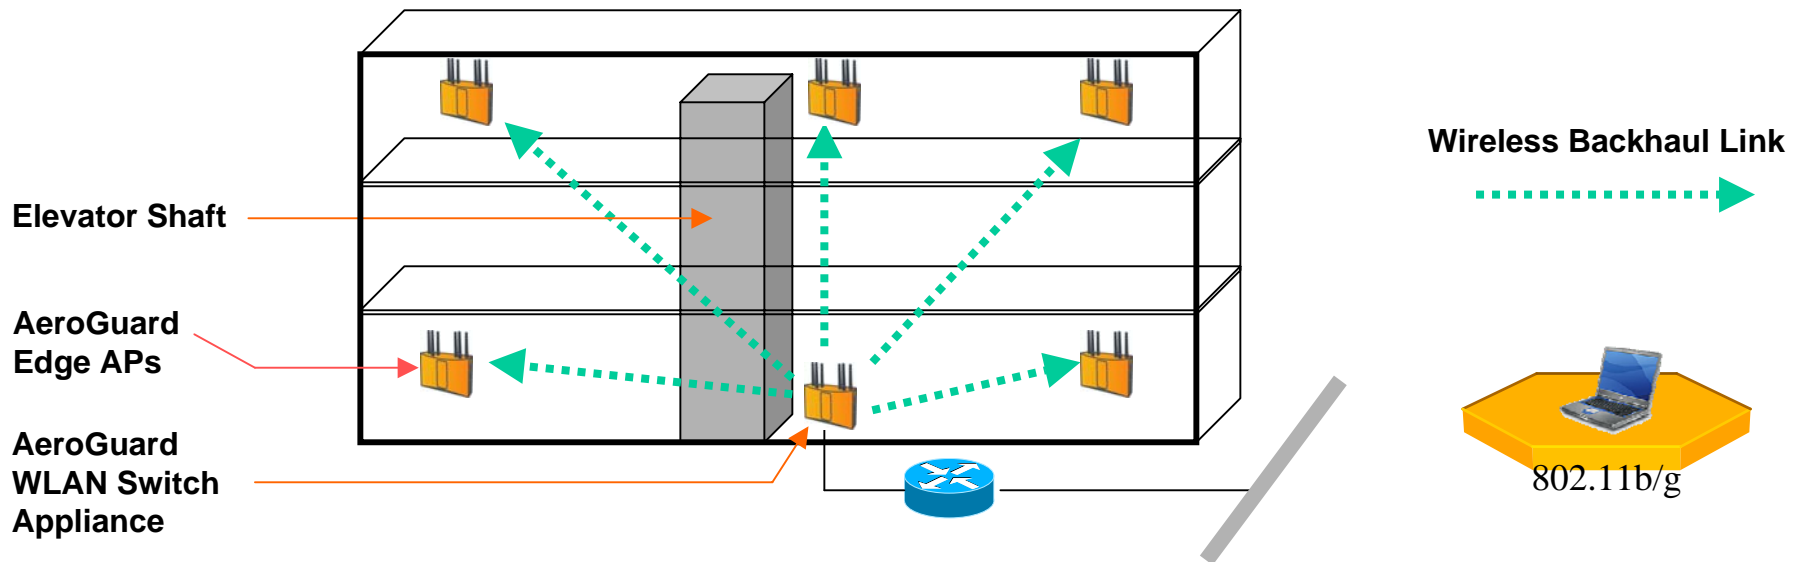 Wireless Backhaul Link
Elevator Shaft
AeroGuard
Edge APs
AeroGuard
WLAN Switch
Appliance
802.11b/g